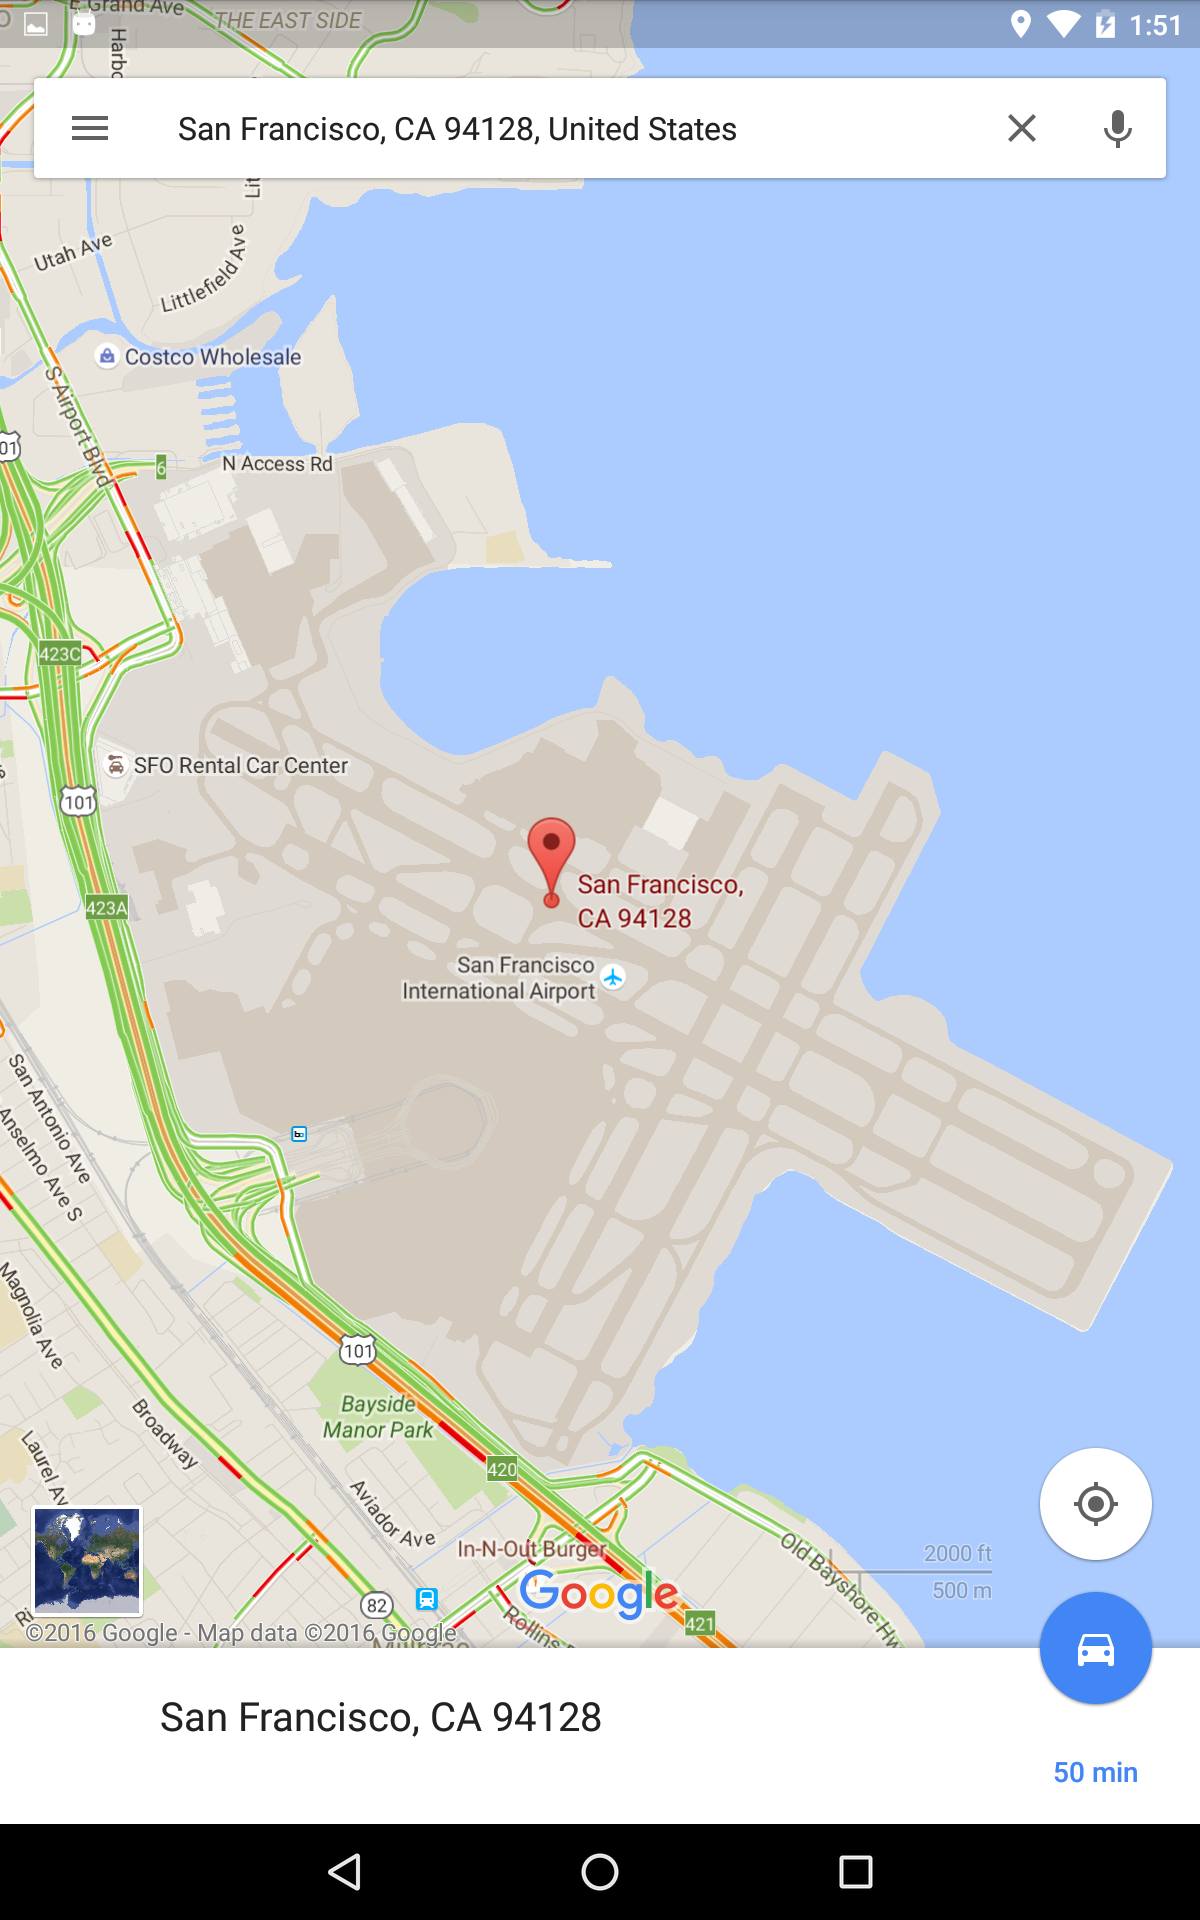 E Grand Ave
THE EAST SIDE
1:51
San Francisco, CA 94128, United States
Utah Ave
Littlefield Ave
Costco Wholesale
S Airport Blvd
01
6
N Access Rd
423C
SFO Rental Car Center
101
423A
San Francisco,
CA 94128
San Francisco
International Airport
San Antonio Ave
Anselmo Ave S
Magnolia Ave
101
Bayside
Manor Park
Broadway
420
Laurel Av
Aviador Ave
In-N-Out Burger
Old Bayshore Hw
2000 ft
500 m
Google
82
Rollins
421
©2016 Google - Map data ©2016 Google
San Francisco, CA 94128
50 min